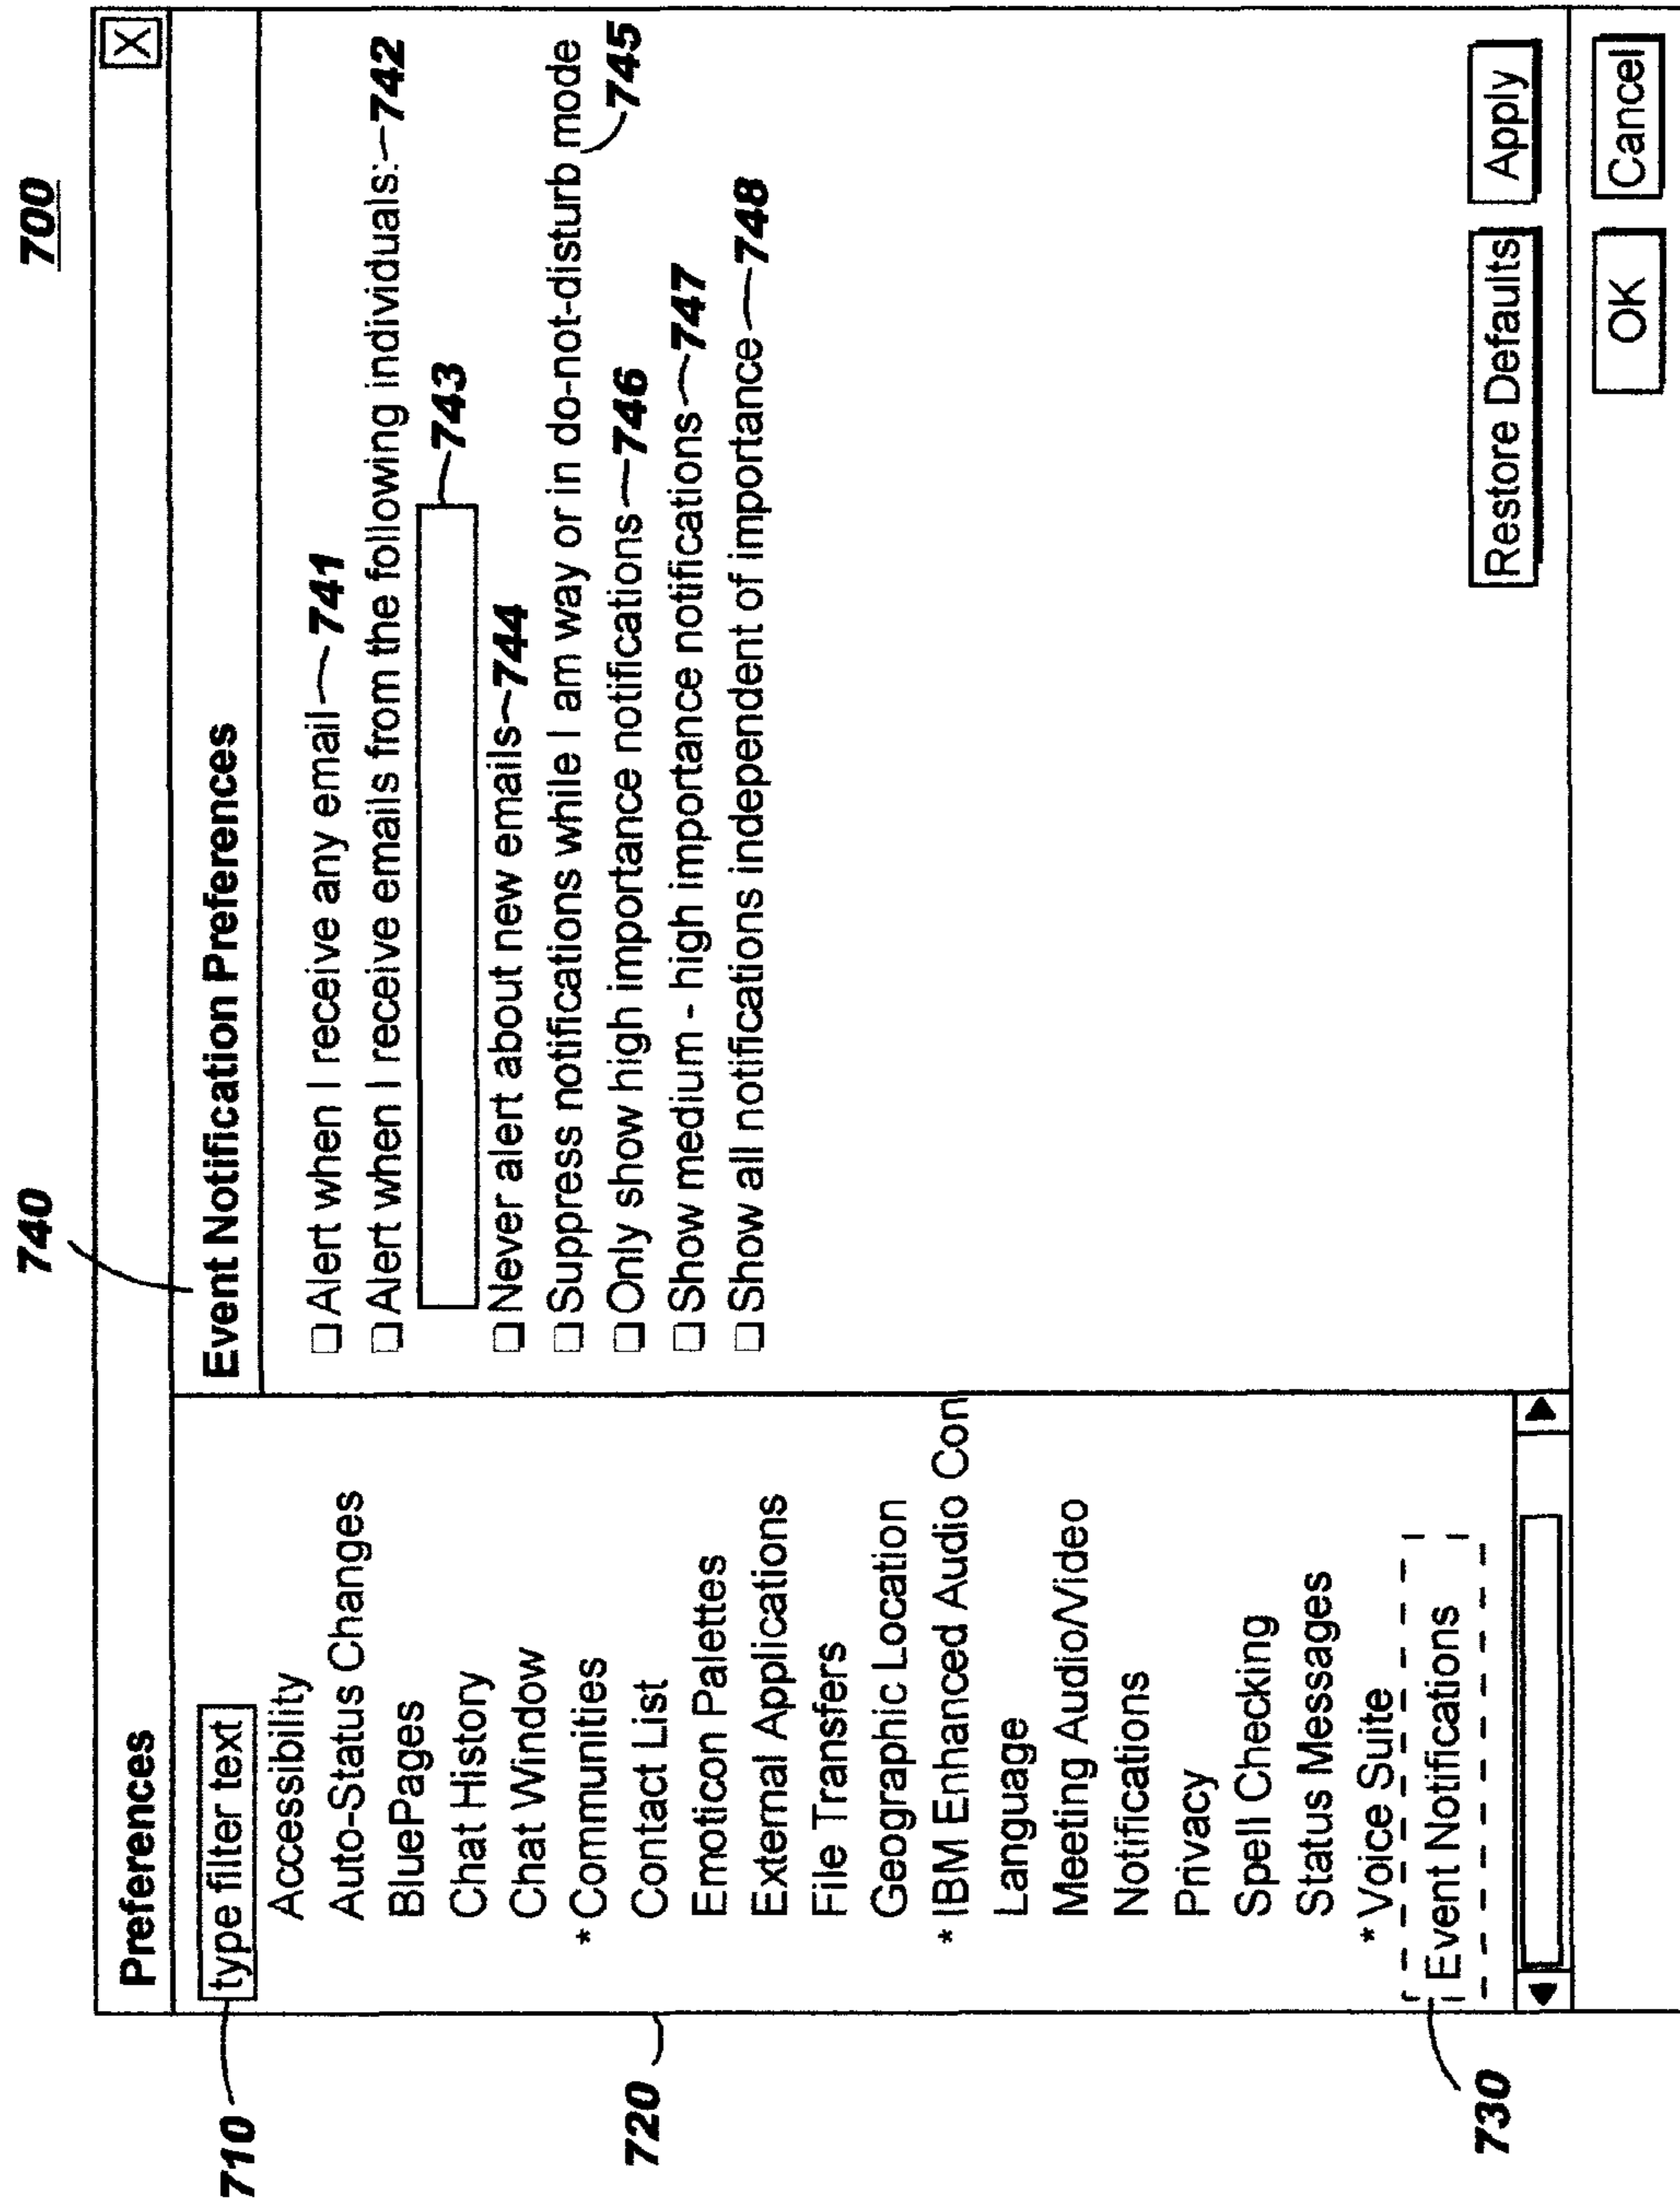 700
740
Preferences
X
710
type filter text
Accessibility
Auto-Status Changes
BluePages
Chat History
Chat Window
* Communities
Contact List
Emoticon Palettes
External Applications
File Transfers
Geographic Location
* IBM Enhanced Audio Con
Language
Meeting Audio/Video
Notifications
Privacy
Spell Checking
Status Messages
* Voice Suite
Event Notifications
720
730
Event Notification Preferences
Alert when I receive any email 741
Alert when I receive emails from the following individuals: 742
743
Never alert about new emails 744
Suppress notifications while I am way or in do-not-disturb mode
745
Only show high importance notifications 746
Show medium - high importance notifications 747
Show all notifications independent of importance 748
Restore Defaults Apply
OK Cancel